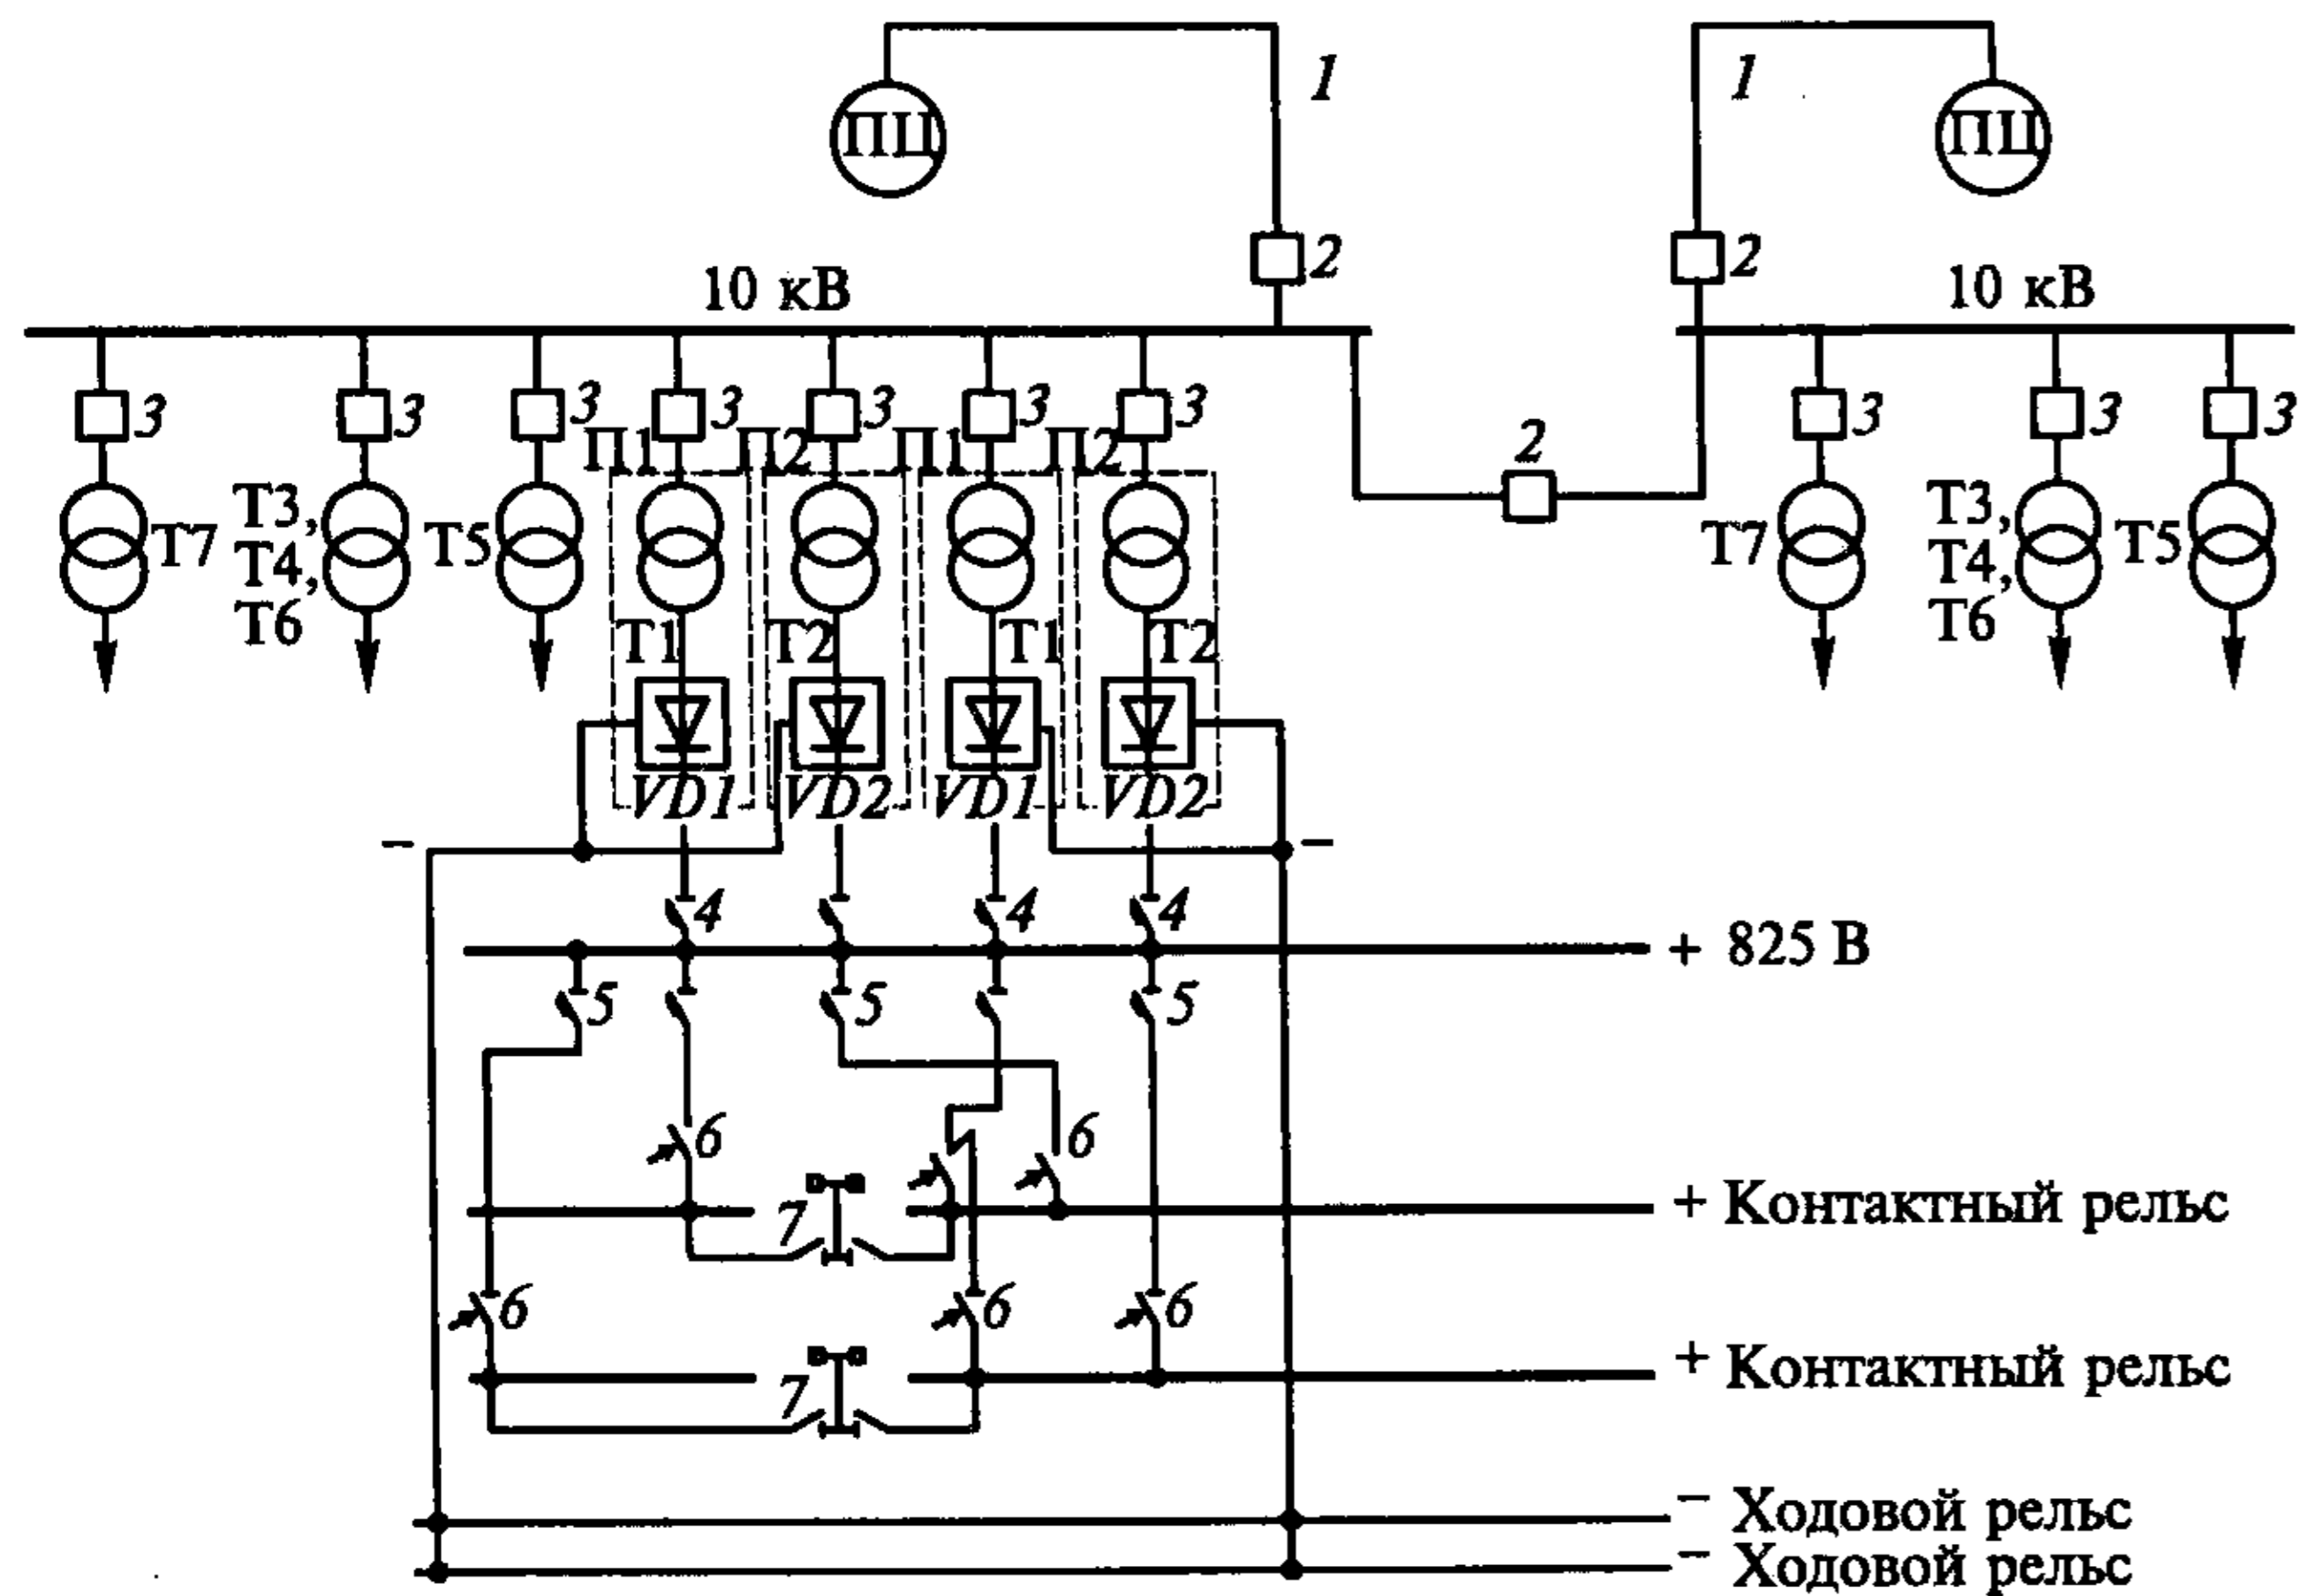 1
1
ПЦ
ПЦ
2
2
10 кВ
10 кВ
3
3
3
3
3
3
3
3
3
3
П1
П2
П1
П2
2
Т7
Т3,
Т4,
Т6
Т5
Т7
Т3,
Т4,
Т6
Т5
Т1
Т2
Т1
Т2
VD1
VD2
VD1
VD2
−
−
4
4
4
+ 825 В
5
5
5
6
6
7
+ Контактный рельс
6
6
6
7
+ Контактный рельс
− Ходовой рельс
− Ходовой рельс